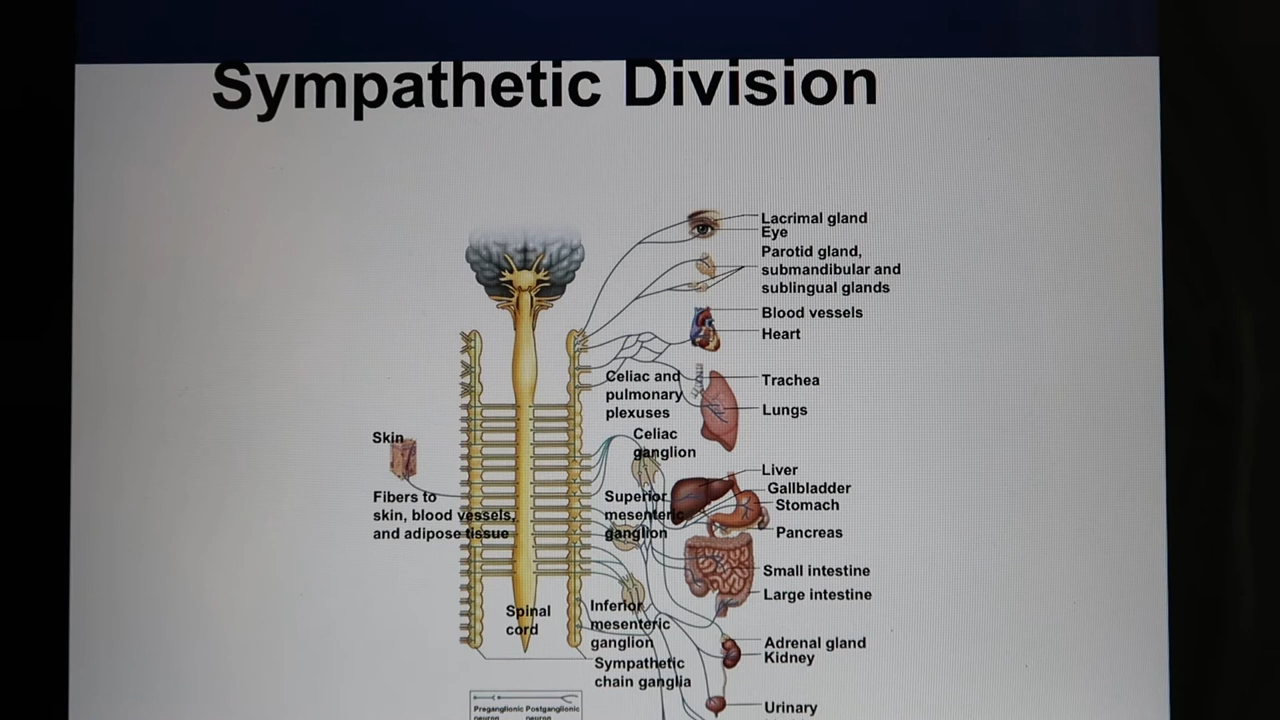 Sympathetic Division
Lacrimal gland
Eye
Parotid gland,
submandibular and
sublingual glands
Blood vessels
Heart
Celiac and
pulmonary
plexuses
Trachea
Lungs
Celiac
ganglion
Skin
Fibers to
skin, blood vessels,
and adipose tissue
Superior
mesenteric
ganglion
Liver
Gallbladder
Stomach
Pancreas
Small intestine
Large intestine
Spinal
cord
Inferior
mesenteric
ganglion
Sympathetic
chain ganglia
Adrenal gland
Kidney
Urinary
Preganglionic Postganglionic
neuron neuron